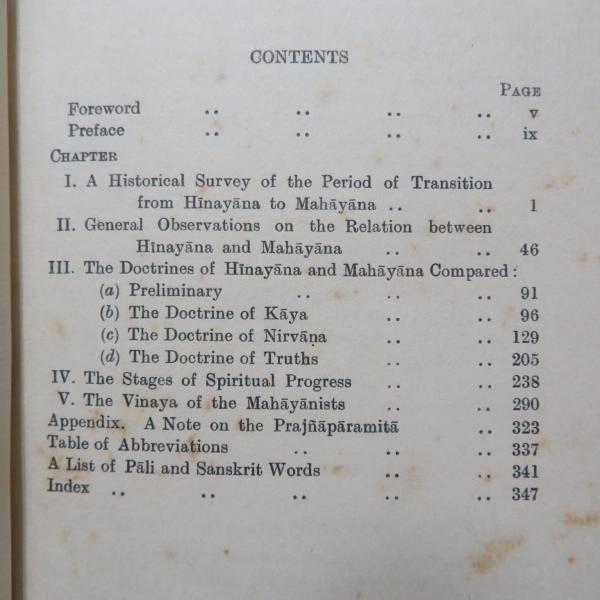 CONTENTS
PAGE
Foreword .. .. .. .. v
Preface .. .. .. .. ix
CHAPTER
I. A Historical Survey of the Period of Transition
from Hīnayāna to Mahāyāna .. .. 1
II. General Observations on the Relation between
Hīnayāna and Mahāyāna .. .. 46
III. The Doctrines of Hīnayāna and Mahāyāna Compared :
(a) Preliminary .. .. .. 91
(b) The Doctrine of Kāya .. .. 96
(c) The Doctrine of Nirvāṇa .. .. 129
(d) The Doctrine of Truths .. .. 205
IV. The Stages of Spiritual Progress .. .. 238
V. The Vinaya of the Mahāyānists .. .. 290
Appendix. A Note on the Prajñāpāramitā .. 323
Table of Abbreviations .. .. 337
A List of Pāli and Sanskrit Words .. .. 341
Index .. .. .. .. .. 347